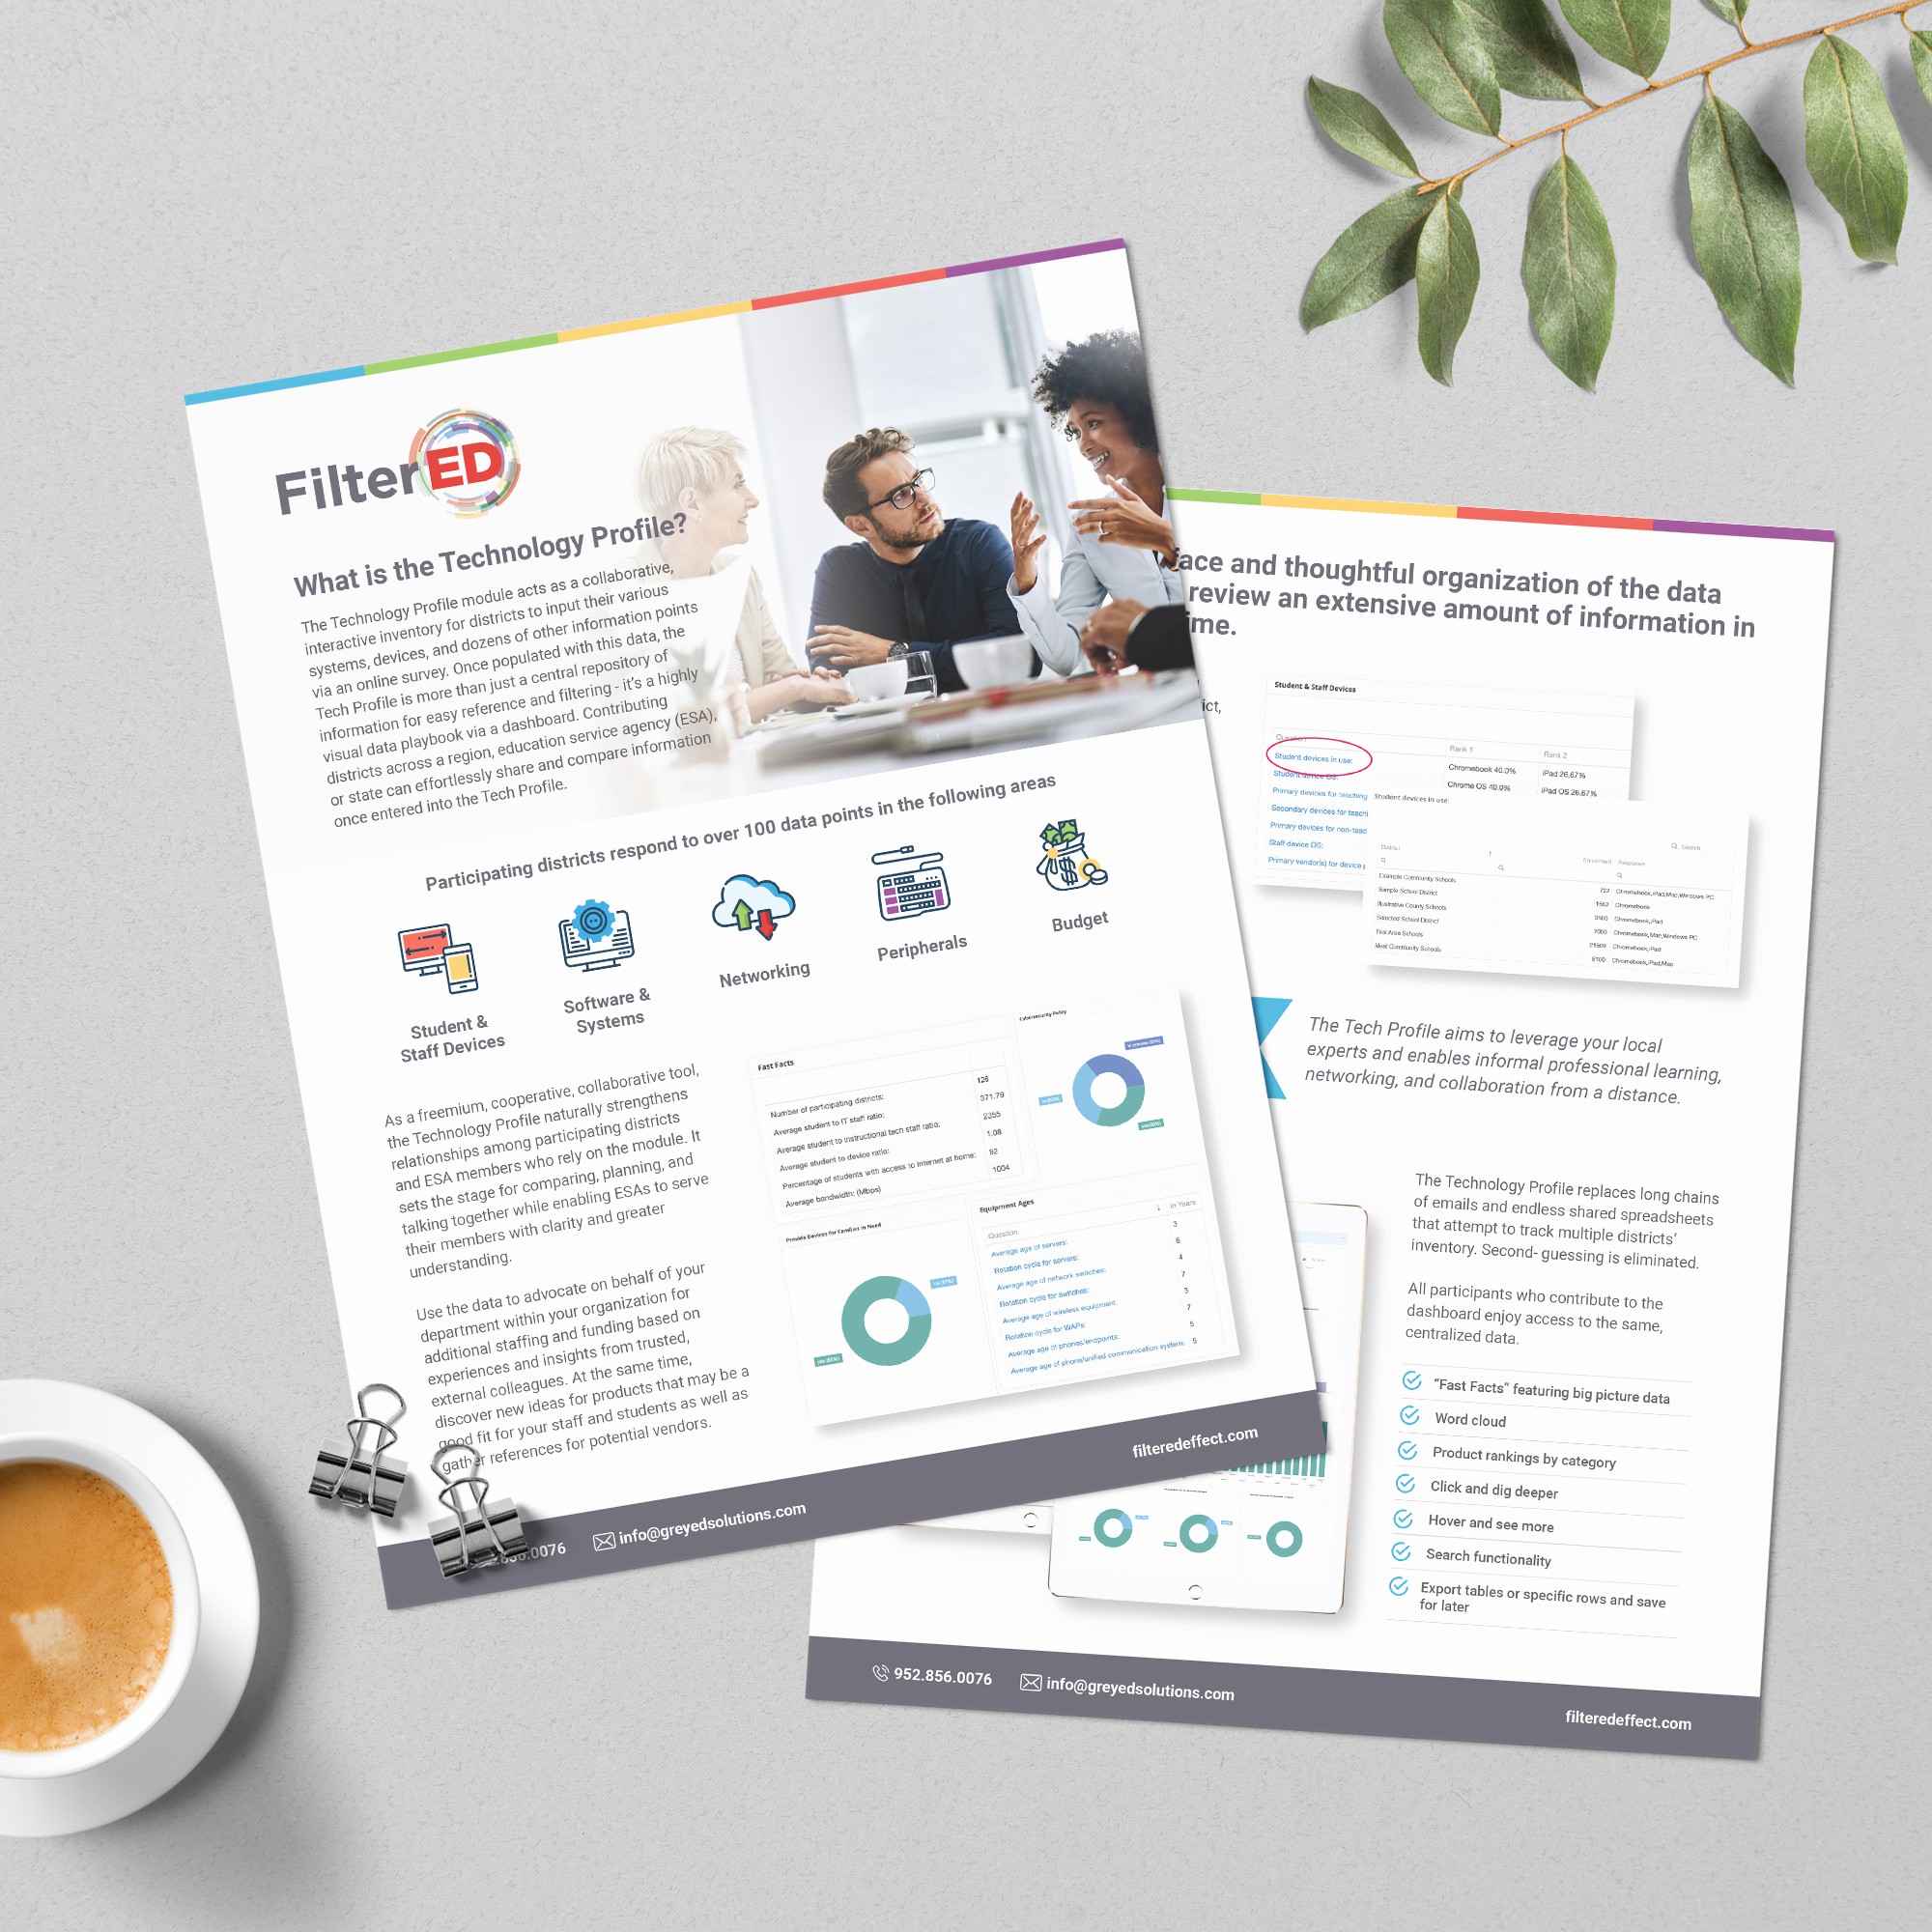 FilterED
What is the Technology Profile?
The Technology Profile module acts as a collaborative,
interactive inventory for districts to input their various
systems, devices, and dozens of other information points
via an online survey. Once populated with this data, the
Tech Profile is more than just a central repository of
information for easy reference and filtering - it's a highly
visual data playbook via a dashboard. Contributing
districts across a region, education service agency (ESA),
or state can effortlessly share and compare information
once entered into the Tech Profile.
Participating districts respond to over 100 data points in the following areas
Student &
Staff Devices
Software &
Systems
Networking
Peripherals
Budget
As a freemium, cooperative, collaborative tool,
the Technology Profile naturally strengthens
relationships among participating districts
and ESA members who rely on the module. It
sets the stage for comparing, planning, and
talking together while enabling ESAs to serve
their members with clarity and greater
understanding.
Use the data to advocate on behalf of your
department within your organization for
additional staffing and funding based on
experiences and insights from trusted,
external colleagues. At the same time,
discover new ideas for products that may be a
good fit for your staff and students as well as
gather references for potential vendors.
Fast Facts
Number of participating districts: 126
Average student to IT staff ratio: 371.79
Average student to instructional tech staff ratio: 2355
Average student to device ratio: 1.08
Percentage of students with access to internet at home: 92
Average bandwidth: (Mbps) 1004
Cybersecurity Policy
Provide Devices for Families in Need
Equipment Ages
Question In Years
Average age of servers: 3
Rotation cycle for servers: 6
Average age of network switches: 4
Rotation cycle for switches: 7
Average age of wireless equipment: 3
Rotation cycle for WAPs: 7
Average age of phones/endpoints: 5
Average age of phone/unified communication system: 5
.0076
info@greyedsolutions.com
filteredeffect.com
face and thoughtful organization of the data
review an extensive amount of information in
ime.
ict,
Student & Staff Devices
Question Rank 1 Rank 2
Student devices in use: Chromebook 40.0% iPad 26.67%
Student device OS: Chrome OS 40.0% iPad OS 26.67%
Primary devices for teaching
Secondary devices for teachi
Primary devices for non-teac
Staff device OS:
Primary vendor(s) for device p
Student devices in use:
Search...
District Enrollment Response
Example Community Schools 737 Chromebook,iPad,Mac,Windows PC
Sample School District 1563 Chromebook
Illustrative County Schools 3100 Chromebook,iPad
Selected School District 7000 Chromebook,Mac,Windows PC
Trial Area Schools Chromebook,iPad
Ideal Community Schools 6100 Chromebook,iPad,Mac
The Tech Profile aims to leverage your local
experts and enables informal professional learning,
networking, and collaboration from a distance.
The Technology Profile replaces long chains
of emails and endless shared spreadsheets
that attempt to track multiple districts'
inventory. Second- guessing is eliminated.
All participants who contribute to the
dashboard enjoy access to the same,
centralized data.
“Fast Facts” featuring big picture data
Word cloud
Product rankings by category
Click and dig deeper
Hover and see more
Search functionality
Export tables or specific rows and save
for later
952.856.0076
info@greyedsolutions.com
filteredeffect.com